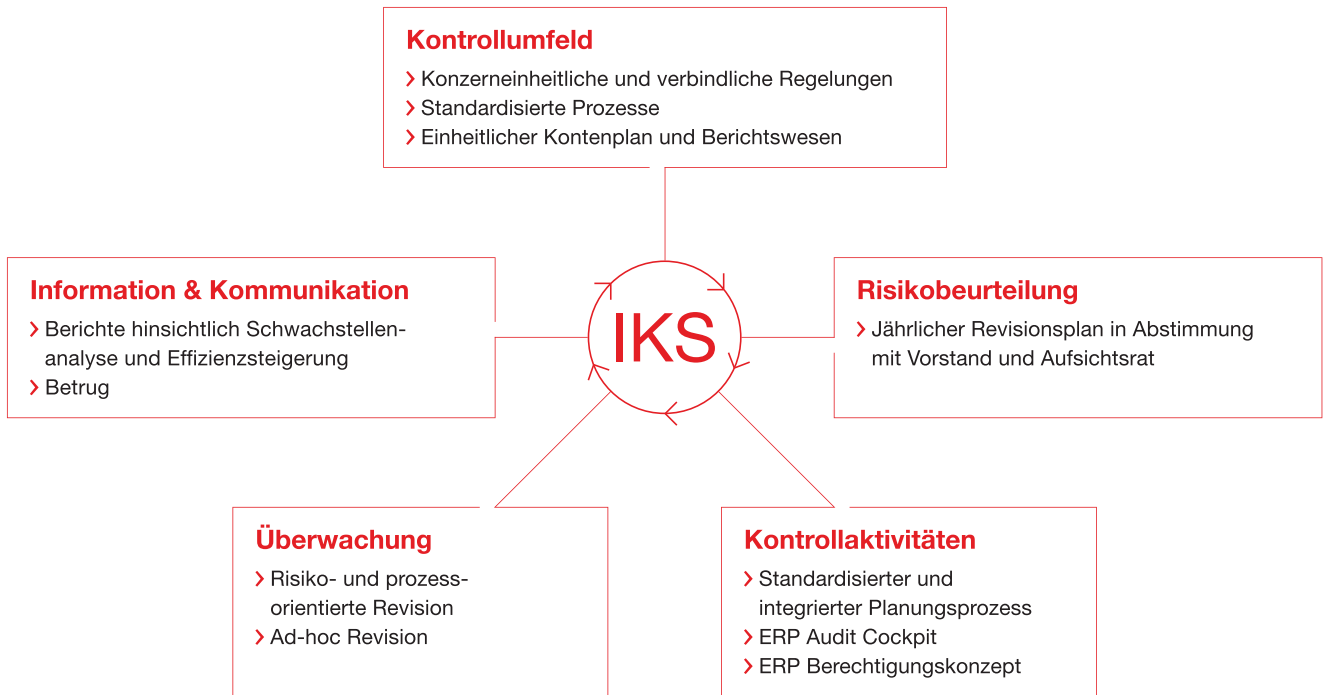 Kontrollumfeld
Konzerneinheitliche und verbindliche Regelungen
Standardisierte Prozesse
Einheitlicher Kontenplan und Berichtswesen
Information & Kommunikation
Berichte hinsichtlich Schwachstellen-
analyse und Effizienzsteigerung
Betrug
IKS
Risikobeurteilung
Jährlicher Revisionsplan in Abstimmung
mit Vorstand und Aufsichtsrat
Überwachung
Risiko- und prozess-
orientierte Revision
Ad-hoc Revision
Kontrollaktivitäten
Standardisierter und
integrierter Planungsprozess
ERP Audit Cockpit
ERP Berechtigungskonzept